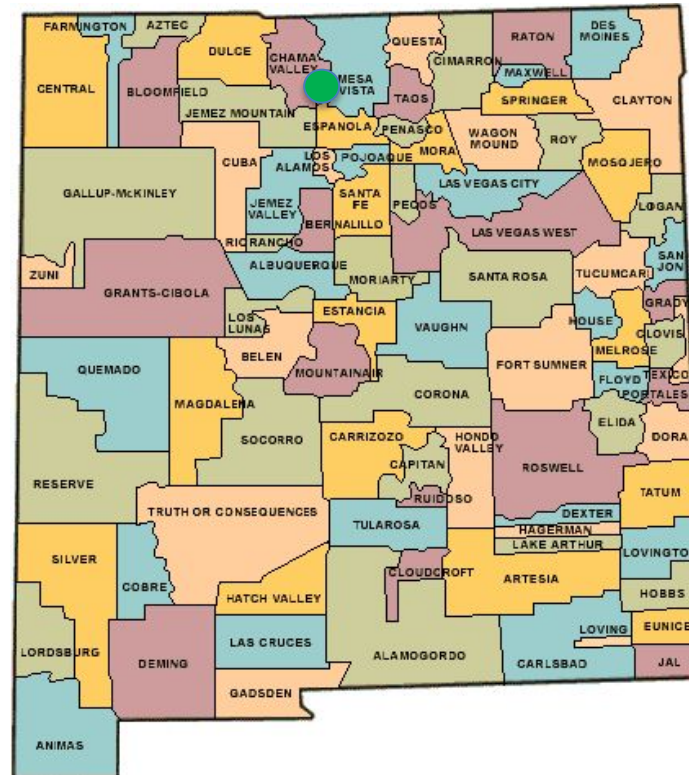 FARMINGTON
AZTEC
DULCE
CHAMA
VALLEY
MESA
VISTA
QUESTA
CIMARRON
RATON
DES
MOINES
MAXWELL
CENTRAL
BLOOMFIELD
TAOS
SPRINGER
CLAYTON
JEMEZ MOUNTAIN
ESPANOLA
PENASCO
WAGON
MOUND
ROY
CUBA
LOS
ALAMOS
POJOAQUE
MORA
MOSQUERO
GALLUP-McKINLEY
JEMEZ
VALLEY
SANTA
FE
PECOS
LAS VEGAS CITY
LOGAN
BERNALILLO
LAS VEGAS WEST
RIO RANCHO
ALBUQUERQUE
SAN
JON
ZUNI
GRANTS-CIBOLA
MORIARTY
SANTA ROSA
TUCUMCARI
LOS
LUNAS
ESTANCIA
VAUGHN
HOUSE
GRADY
BELEN
CLOVIS
QUEMADO
MOUNTAINAIR
FORT SUMNER
MELROSE
TEXICO
FLOYD
PORTALES
MAGDALENA
CORONA
SOCORRO
CARRIZOZO
HONDO
VALLEY
ELIDA
DORA
CAPITAN
ROSWELL
RESERVE
RUIDOSO
TATUM
TRUTH OR CONSEQUENCES
TULAROSA
DEXTER
HAGERMAN
LAKE ARTHUR
SILVER
LOVINGTON
COBRE
CLOUDCROFT
ARTESIA
HATCH VALLEY
HOBBS
LORDSBURG
LAS CRUCES
LOVING
EUNICE
DEMING
ALAMOGORDO
CARLSBAD
JAL
GADSDEN
ANIMAS